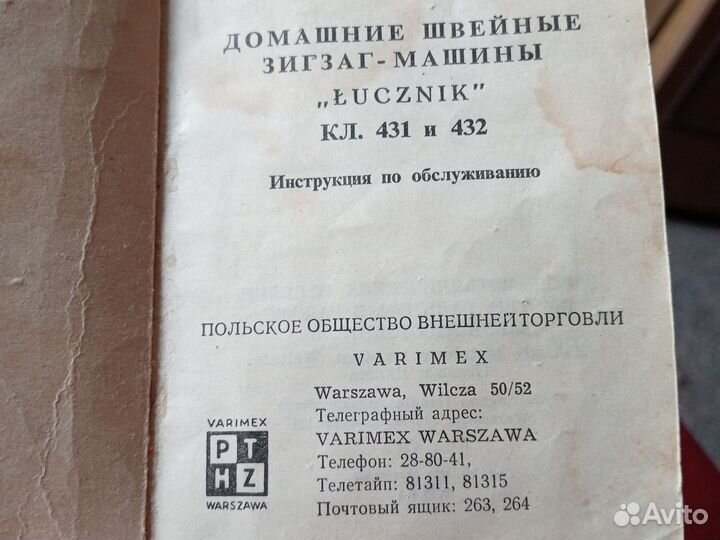 ДОМАШНИЕ ШВЕЙНЫЕ
ЗИГЗАГ-МАШИНЫ
„ŁUCZNIK"
КЛ. 431 и 432
Инструкция по обслуживанию
ПОЛЬСКОЕ ОБЩЕСТВО ВНЕШНЕЙ ТОРГОВЛИ
VARIMEX
Warszawa, Wilcza 50/52
Телеграфный адрес:
VARIMEX WARSZAWA
Телефон: 28-80-41,
Телетайп: 81311, 81315
Почтовый ящик: 263, 264
VARIMEX
PT
HZ
WARSZAWA
Avito